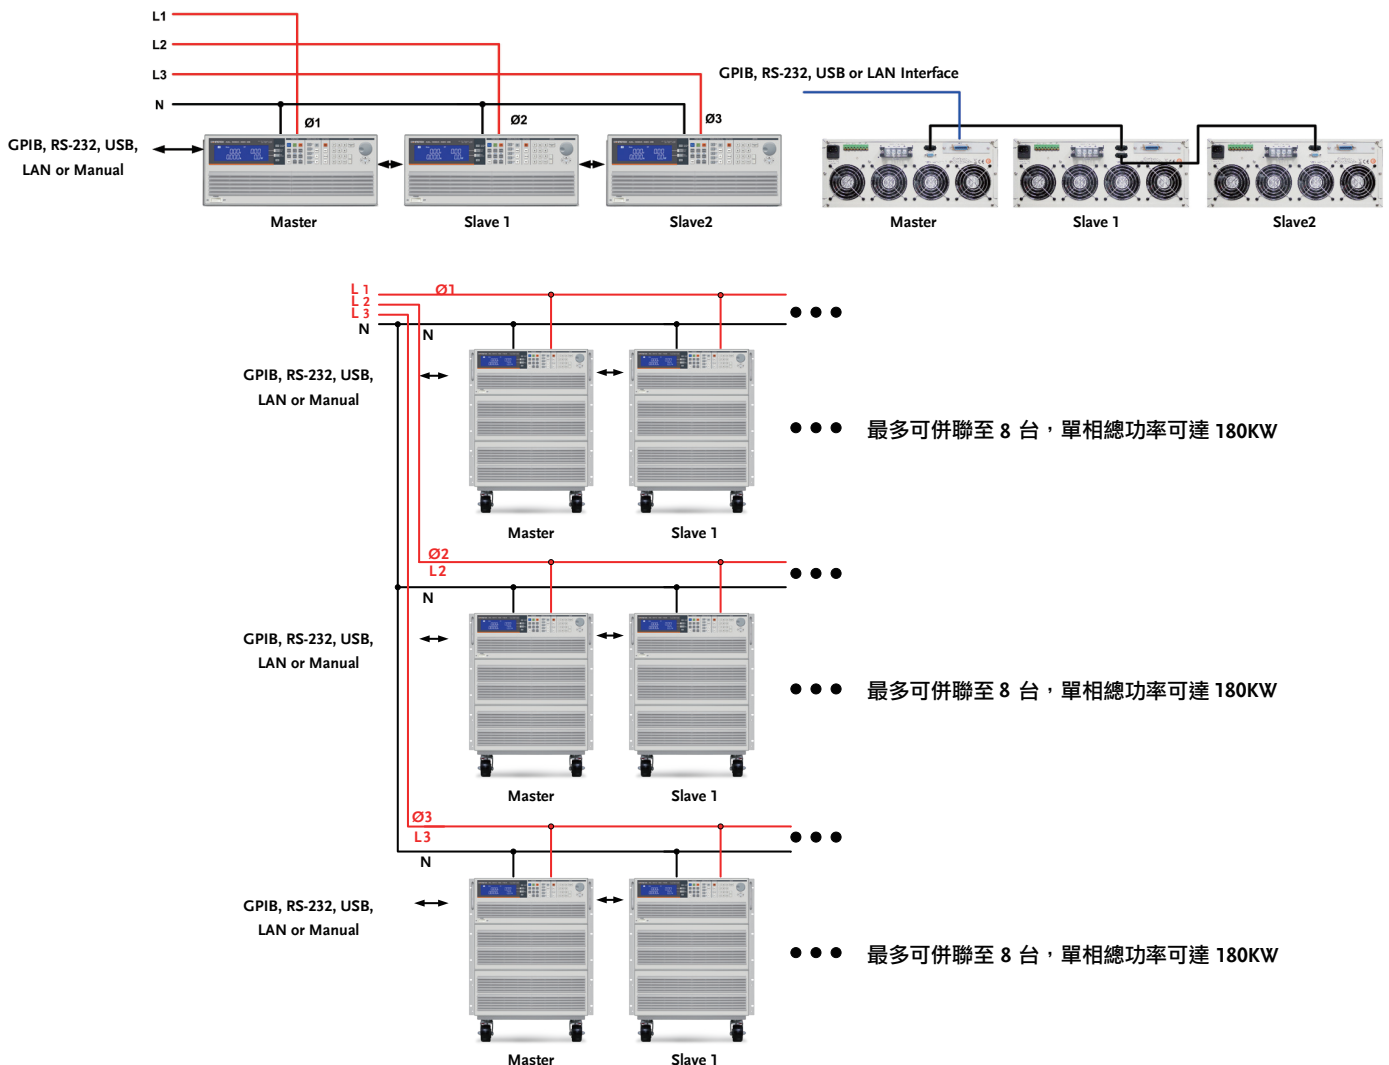 L1
L2
L3
N
Ø1
Ø2
Ø3
GPIB, RS-232, USB,
LAN or Manual
Master
Slave 1
Slave2
GPIB, RS-232, USB or LAN Interface
Master
Slave 1
Slave2
L 1
L 2
L 3
N
Ø1
N
GPIB, RS-232, USB,
LAN or Manual
Master
Slave 1
最多可併聯至 8 台，單相總功率可達 180KW
Ø2
L2
N
GPIB, RS-232, USB,
LAN or Manual
Master
Slave 1
最多可併聯至 8 台，單相總功率可達 180KW
Ø3
L3
N
GPIB, RS-232, USB,
LAN or Manual
Master
Slave 1
最多可併聯至 8 台，單相總功率可達 180KW